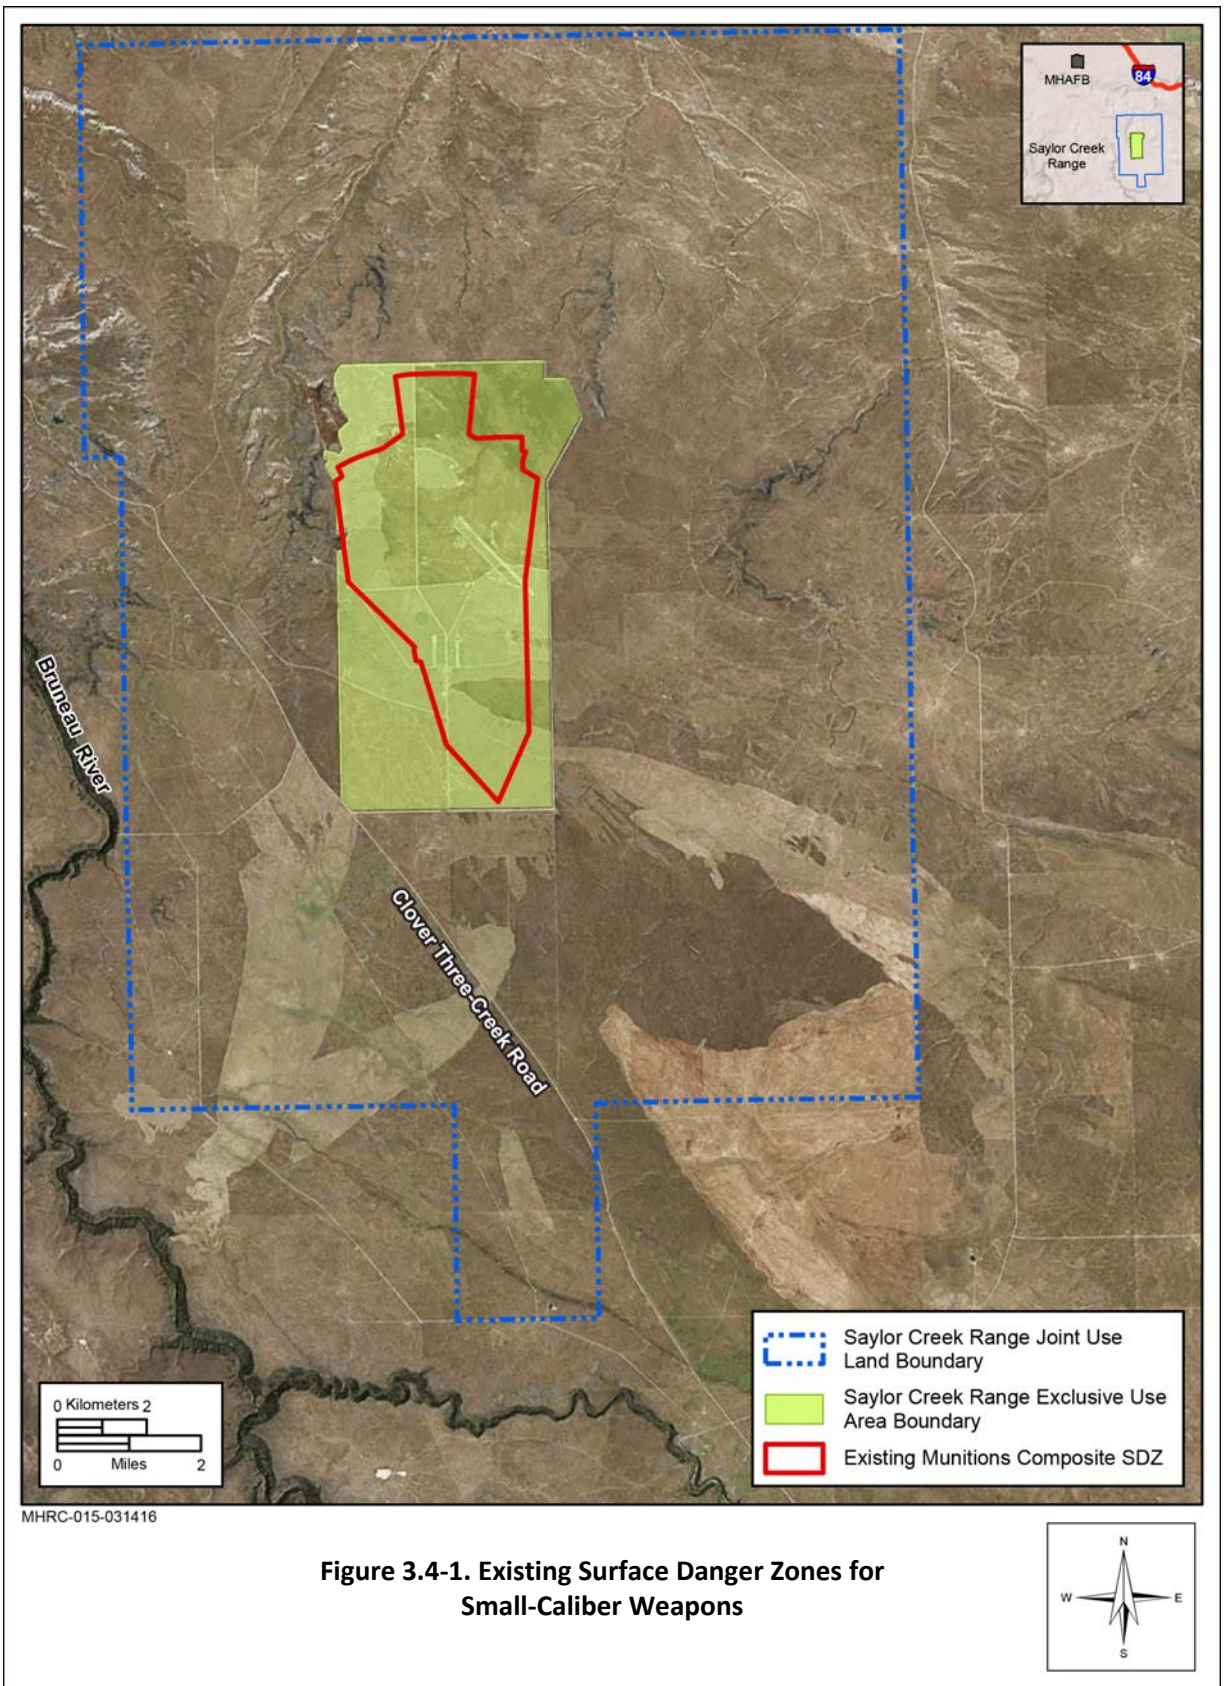 MHAFB
84
Saylor Creek
Range
Bruneau River
Clover Three-Creek Road
Saylor Creek Range Joint Use
Land Boundary
Saylor Creek Range Exclusive Use
Area Boundary
Existing Munitions Composite SDZ
0 Kilometers 2
0 Miles 2
MHRC-015-031416
Figure 3.4-1. Existing Surface Danger Zones for
Small-Caliber Weapons
N
W E
S